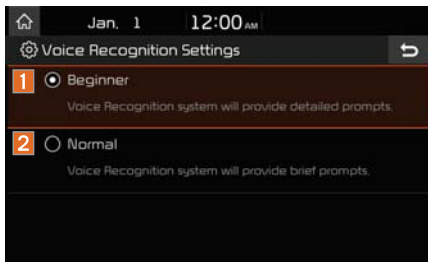 Jan. 1 12:00 AM
Voice Recognition Settings
1 Beginner
Voice Recognition system will provide detailed prompts.
2 Normal
Voice Recognition system will provide brief prompts.